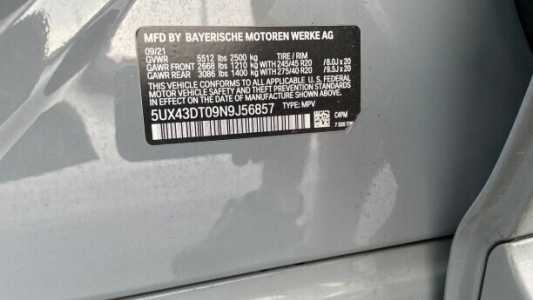 MFD BY BAYERISCHE MOTOREN WERKE AG
09/21
GVWR 5512 lbs 2500 kg TIRE / RIM
GAWR FRONT 2668 lbs 1210 kg WITH 245/45 R20 / 8.0J x 20
GAWR REAR 3086 lbs 1400 kg WITH 275/40 R20 / 9.5J x 20
THIS VEHICLE CONFORMS TO ALL APPLICABLE FEDERAL
MOTOR VEHICLE SAFETY, BUMPER AND THEFT PREVENTION STANDARDS
IN EFFECT ON THE DATE OF MANUFACTURE SHOWN ABOVE.
5UX43DT09N9J56857 TYPE: MPV
C4PM